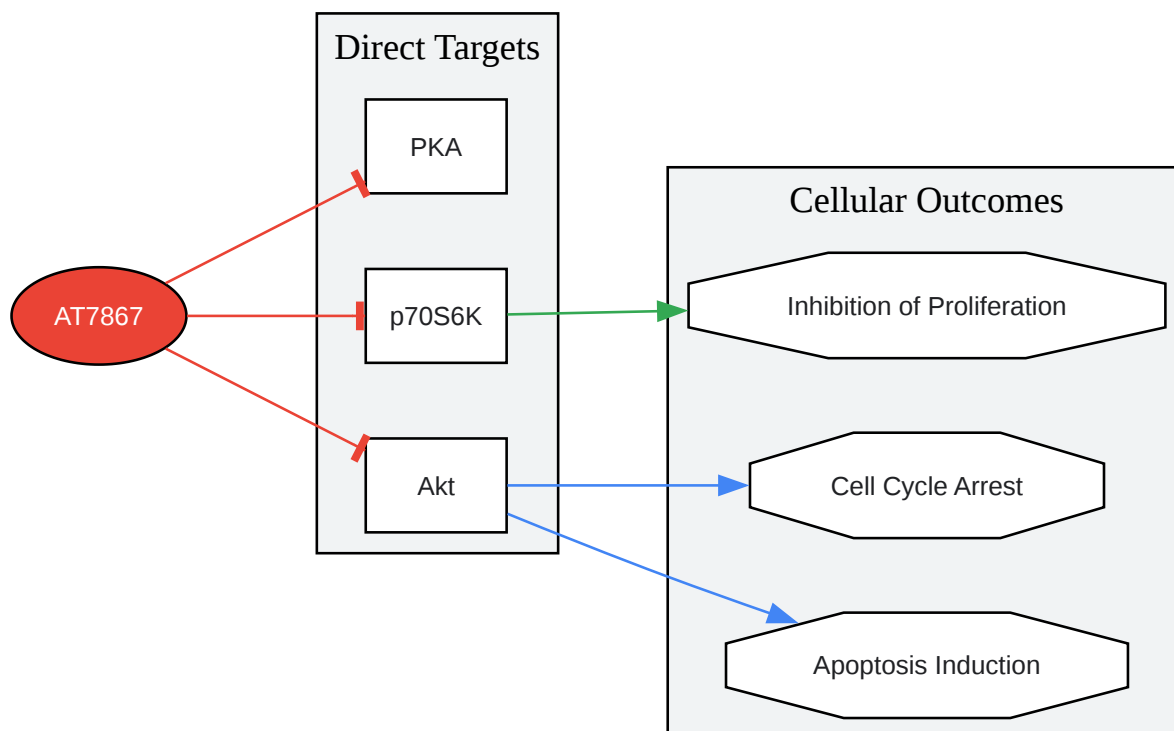 Direct Targets
PKA
AT7867
p70S6K
Akt
Cellular Outcomes
Inhibition of Proliferation
Cell Cycle Arrest
Apoptosis Induction